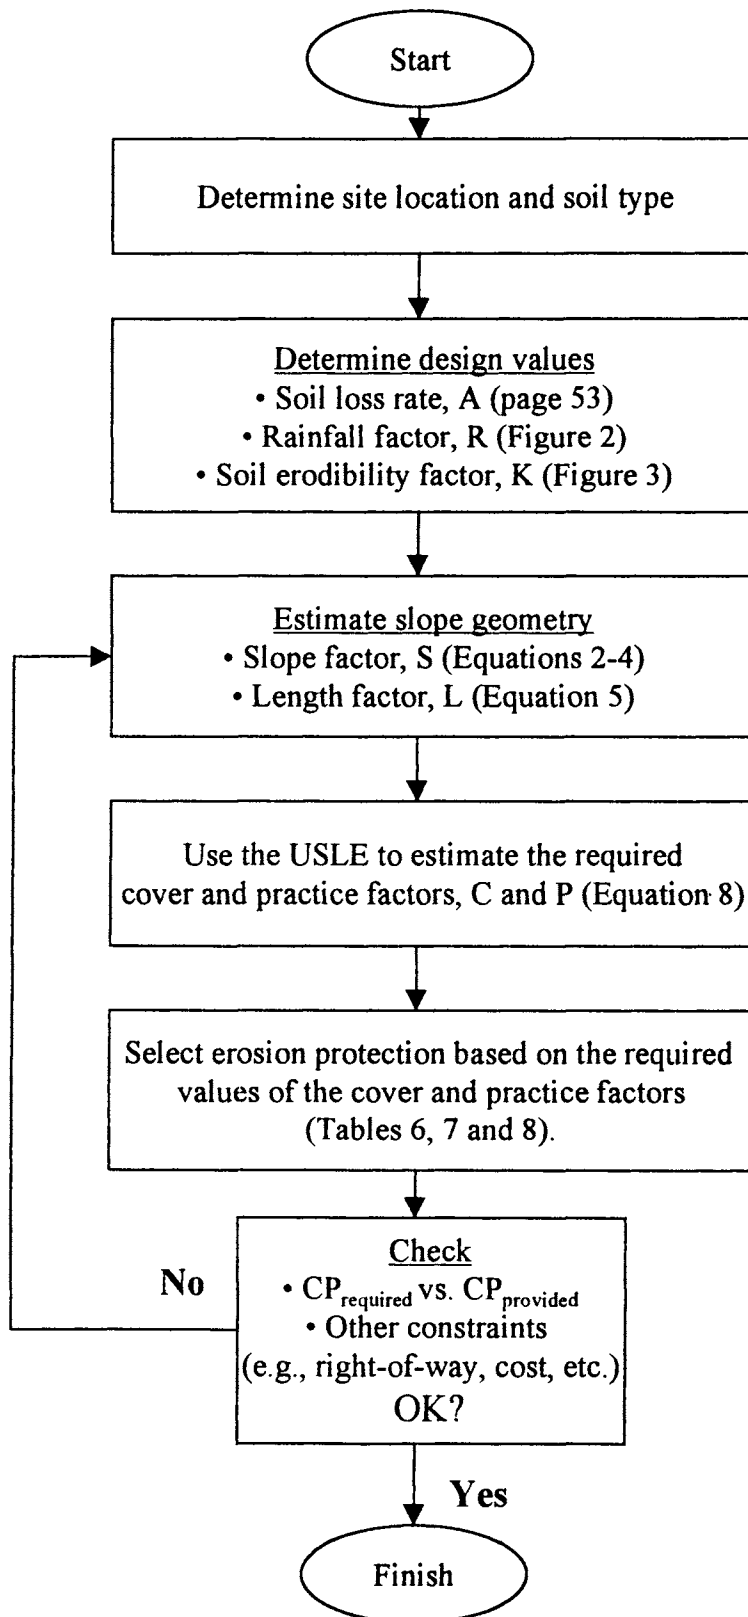 Start
Determine site location and soil type
Determine design values
• Soil loss rate, A (page 53)
• Rainfall factor, R (Figure 2)
• Soil erodibility factor, K (Figure 3)
Estimate slope geometry
• Slope factor, S (Equations 2-4)
• Length factor, L (Equation 5)
Use the USLE to estimate the required
cover and practice factors, C and P (Equation 8)
Select erosion protection based on the required
values of the cover and practice factors
(Tables 6, 7 and 8).
Check
• CPrequired vs. CPprovided
• Other constraints
(e.g., right-of-way, cost, etc.)
OK?
No
Yes
Finish